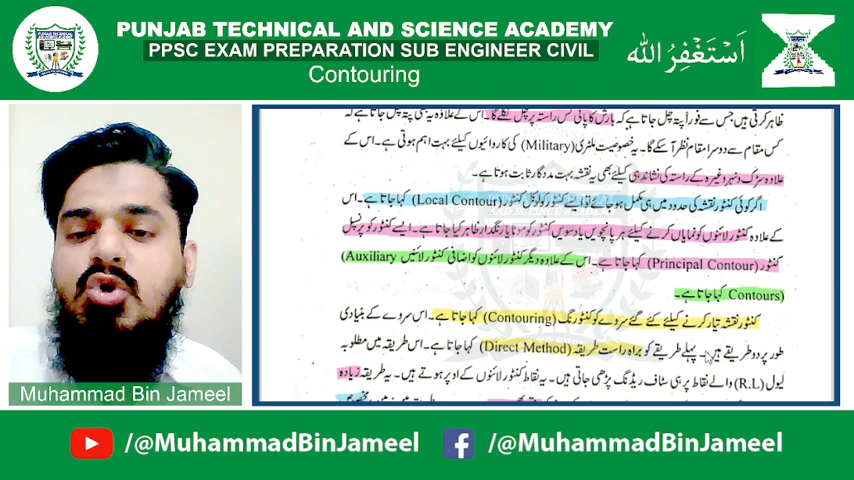 PUNJAB TECHNICAL AND SCIENCE ACADEMY
PPSC EXAM PREPARATION SUB ENGINEER CIVIL
Contouring
اَسْتَغْفِرُ اللّٰه
ظاہر کرتی ہیں جس سے فوراً پتہ چل جاتا ہے کہ بارش کا پانی کس راستہ پر چل نکلے گا۔ اس کے علاوہ یہ بھی پتہ چل جاتا ہے کہ
کس مقام سے دوسرا مقام نظر آ سکے گا۔ یہ خصوصیت ملٹری (Military) کی کاروائیوں کیلئے بہت اہم ہوتی ہے۔ اس کے
علاوہ سڑک و نہر وغیرہ کے راستہ کی نشاندہی کیلئے بھی یہ نقشہ بہت مددگار ثابت ہوتا ہے۔
اگر کوئی کنٹور نقشہ کی حدود میں ہی مکمل ہو جائے تو اسے کنٹور کو لوکل کنٹور (Local Contour) کہا جاتا ہے۔ اس
کے علاوہ کنٹور لائنوں کو نمایاں کرنے کیلئے ہر پانچویں یا دسویں کنٹور کو موٹا یا رنگدار ظاہر کیا جاتا ہے۔ ایسے کنٹور کو پرنسپل
کنٹور (Principal Contour) کہا جاتا ہے۔ اس کے علاوہ دیگر کنٹور لائنوں کو اضافی کنٹور لائنیں (Auxiliary
Contours) کہا جاتا ہے۔
کنٹور نقشہ تیار کرنے کیلئے کئے گئے سروے کو کنٹورنگ (Contouring) کہا جاتا ہے۔ اس سروے کے بنیادی
طور پر دو طریقے ہیں۔ پہلے طریقے کو براہ راست طریقہ (Direct Method) کہا جاتا ہے۔ اس طریقہ میں مطلوبہ
لیول (R.L) والے نقاط پر ہی سٹاف ریڈنگ پڑھی جاتی ہیں۔ یہ نقاط کنٹور لائنوں کے اوپر ہوتے ہیں۔ یہ طریقہ زیادہ
Muhammad Bin Jameel
/@MuhammadBinJameel
/@MuhammadBinJameel